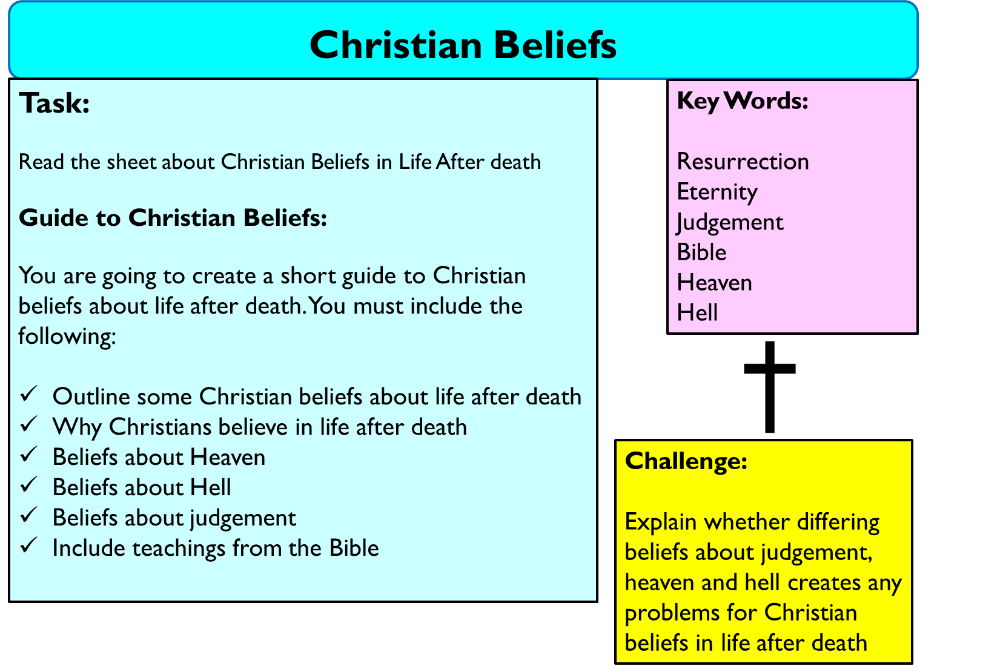 Christian Beliefs
Task:
Read the sheet about Christian Beliefs in Life After death
Guide to Christian Beliefs:
You are going to create a short guide to Christian
beliefs about life after death. You must include the
following:
✓ Outline some Christian beliefs about life after death
✓ Why Christians believe in life after death
✓ Beliefs about Heaven
✓ Beliefs about Hell
✓ Beliefs about judgement
✓ Include teachings from the Bible
Key Words:
Resurrection
Eternity
Judgement
Bible
Heaven
Hell
Challenge:
Explain whether differing
beliefs about judgement,
heaven and hell creates any
problems for Christian
beliefs in life after death